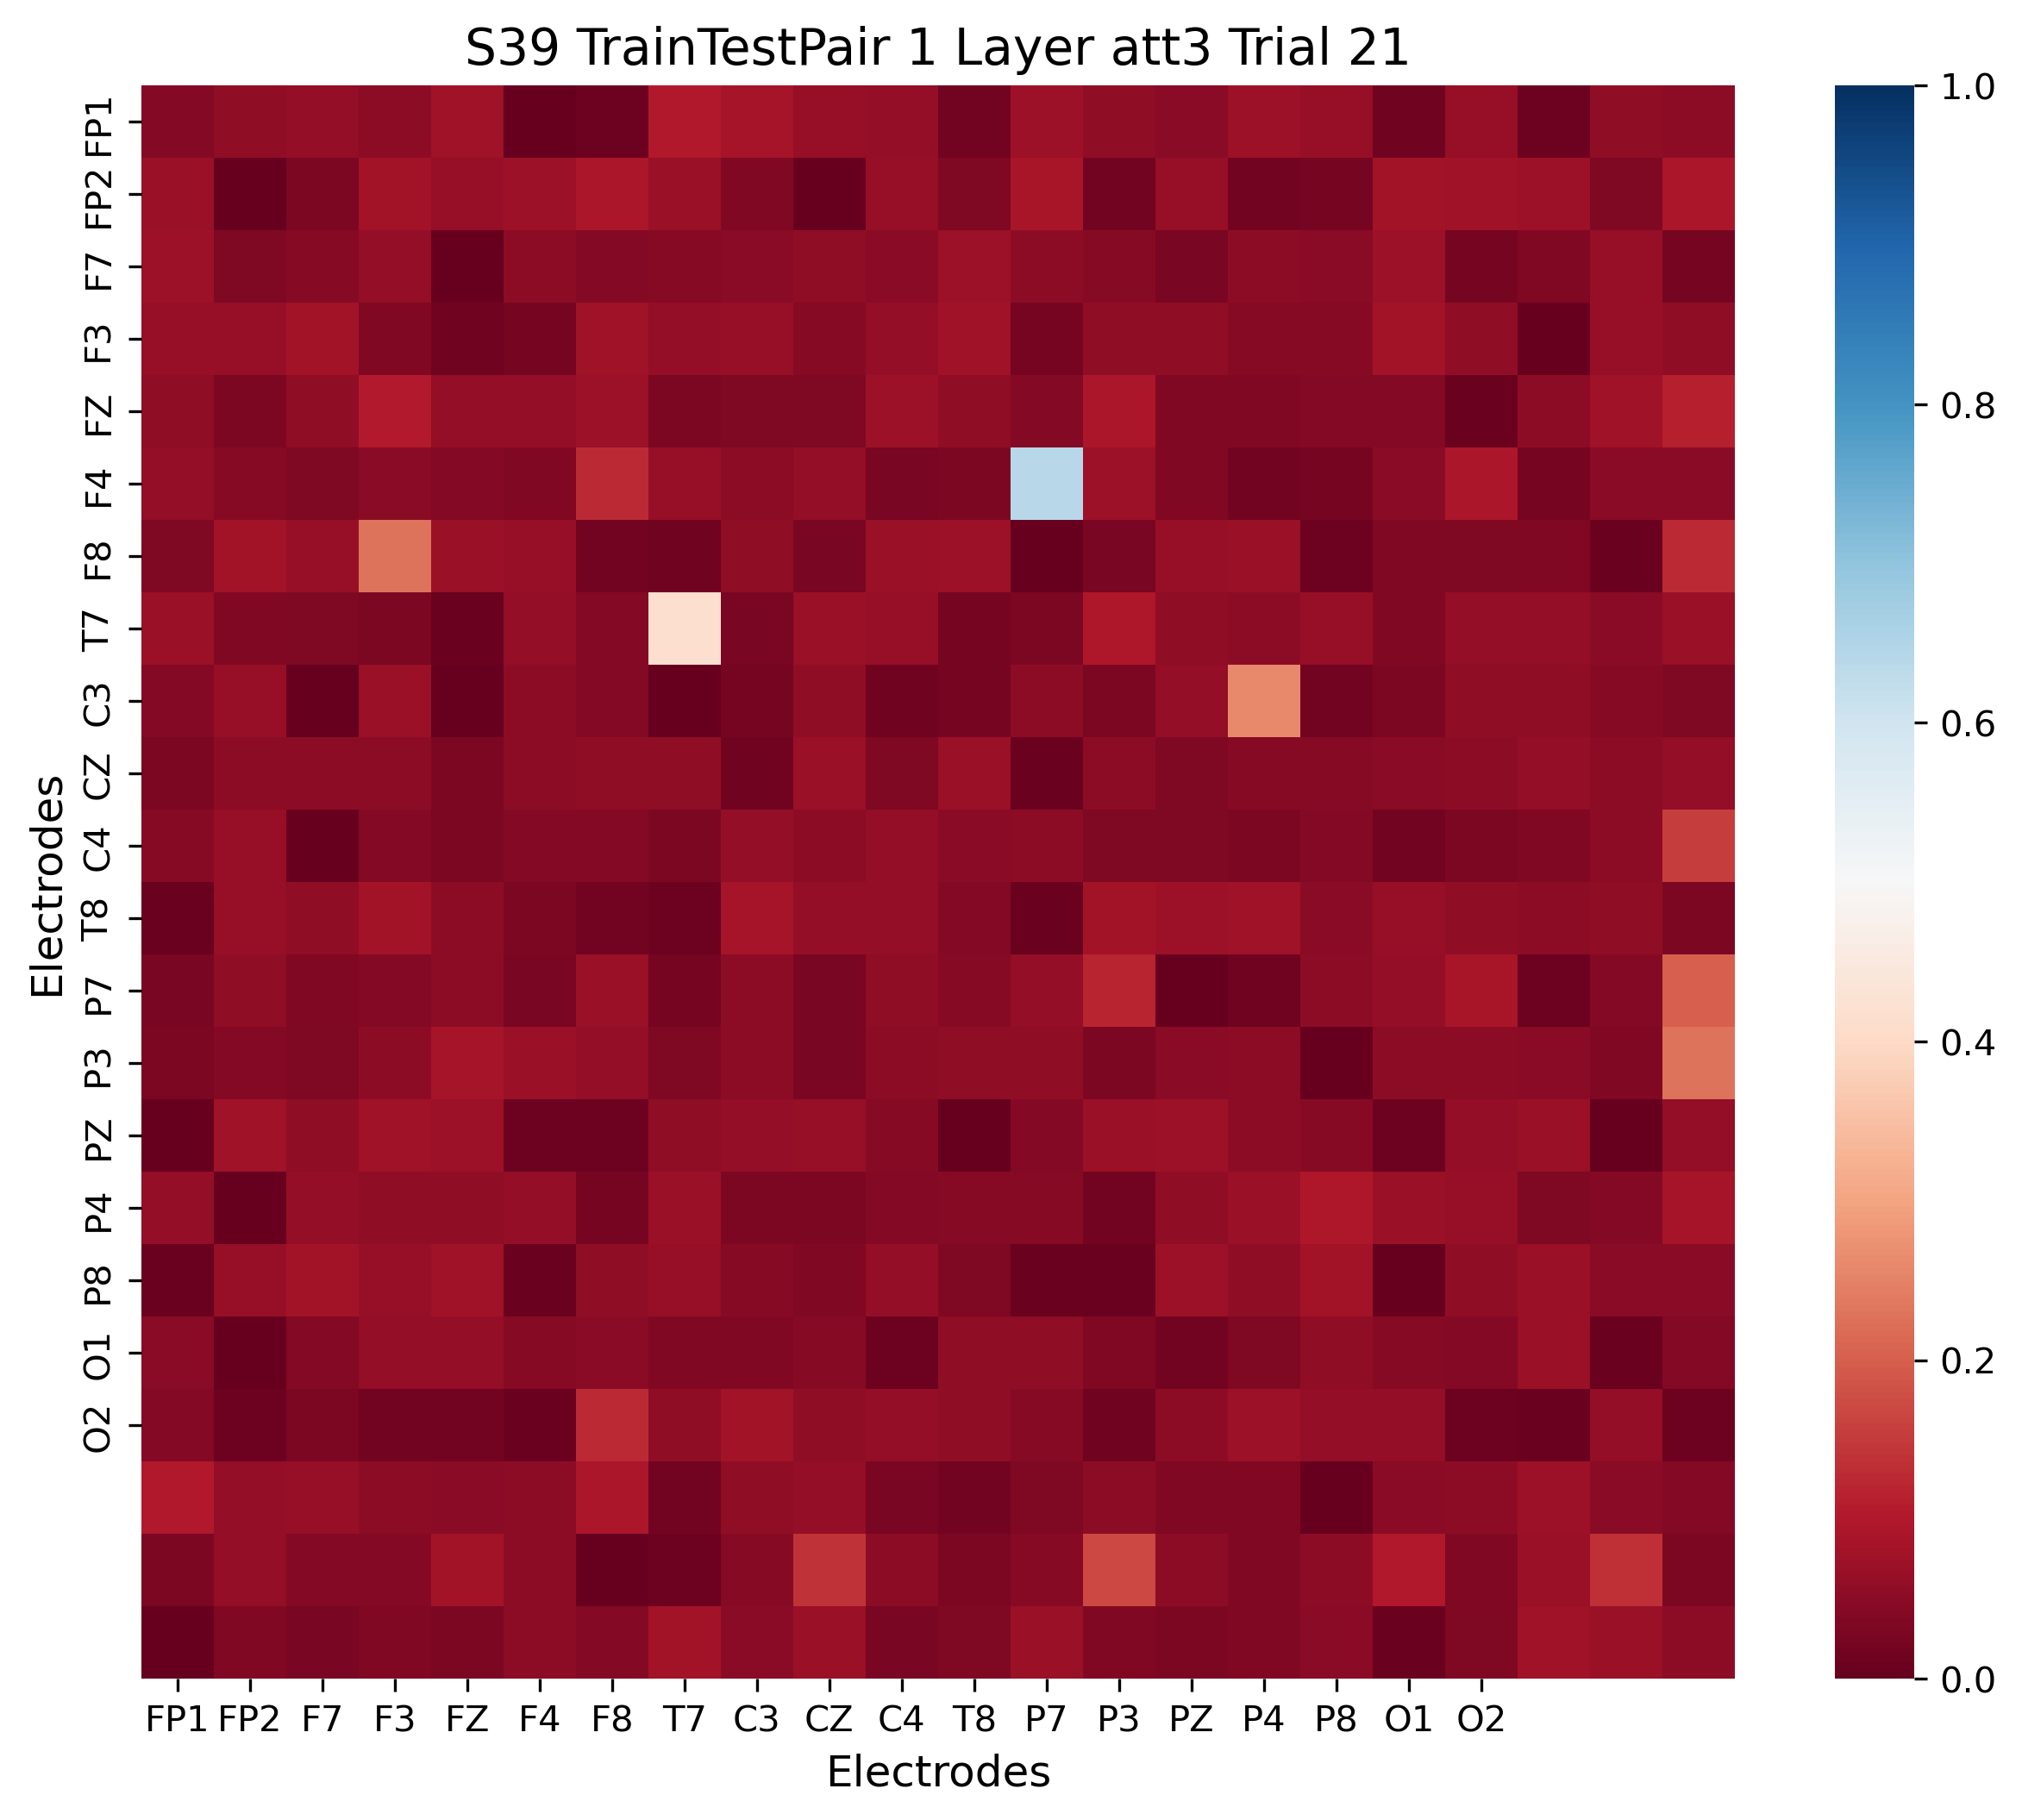 S39 TrainTestPair 1 Layer att3 Trial 21
Electrodes
FP1
FP2
F7
F3
FZ
F4
F8
T7
C3
CZ
C4
T8
P7
P3
PZ
P4
P8
O1
O2
FP1 FP2 F7 F3 FZ F4 F8 T7 C3 CZ C4 T8 P7 P3 PZ P4 P8 O1 O2
Electrodes
1.0
0.8
0.6
0.4
0.2
0.0